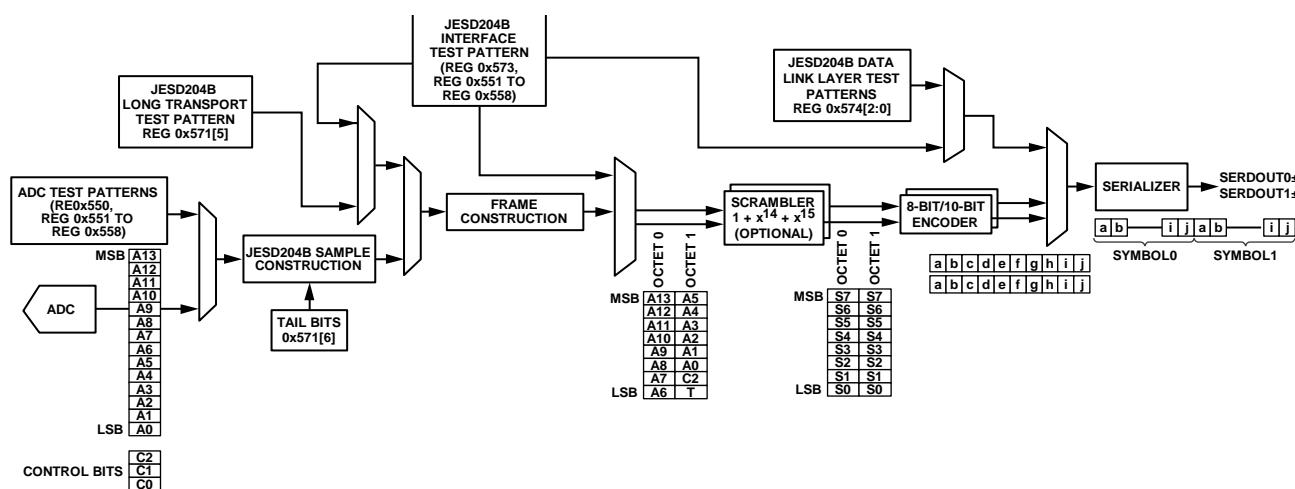 JESD204B
INTERFACE
TEST PATTERN
(REG 0x573,
REG 0x551 TO
REG 0x558)
JESD204B
LONG TRANSPORT
TEST PATTERN
REG 0x571[5]
JESD204B DATA
LINK LAYER TEST
PATTERNS
REG 0x574[2:0]
ADC TEST PATTERNS
(RE0x550,
REG 0x551 TO
REG 0x558)
MSB
A13
A12
A11
A10
A9
A8
A7
A6
A5
A4
A3
A2
A1
LSB
A0
CONTROL BITS
C2
C1
C0
ADC
JESD204B SAMPLE
CONSTRUCTION
TAIL BITS
0x571[6]
FRAME
CONSTRUCTION
OCTET 0
OCTET 1
MSB
A13 A5
A12 A4
A11 A3
A10 A2
A9 A1
A8 A0
A7 C2
LSB
A6 T
SCRAMBLER
1 + x14 + x15
(OPTIONAL)
OCTET 0
OCTET 1
MSB
S7 S7
S6 S6
S5 S5
S4 S4
S3 S3
S2 S2
S1 S1
LSB
S0 S0
8-BIT/10-BIT
ENCODER
a b c d e f g h i j
a b c d e f g h i j
SERIALIZER
SERDOUT0±
SERDOUT1±
a b i j a b i j
SYMBOL0 SYMBOL1